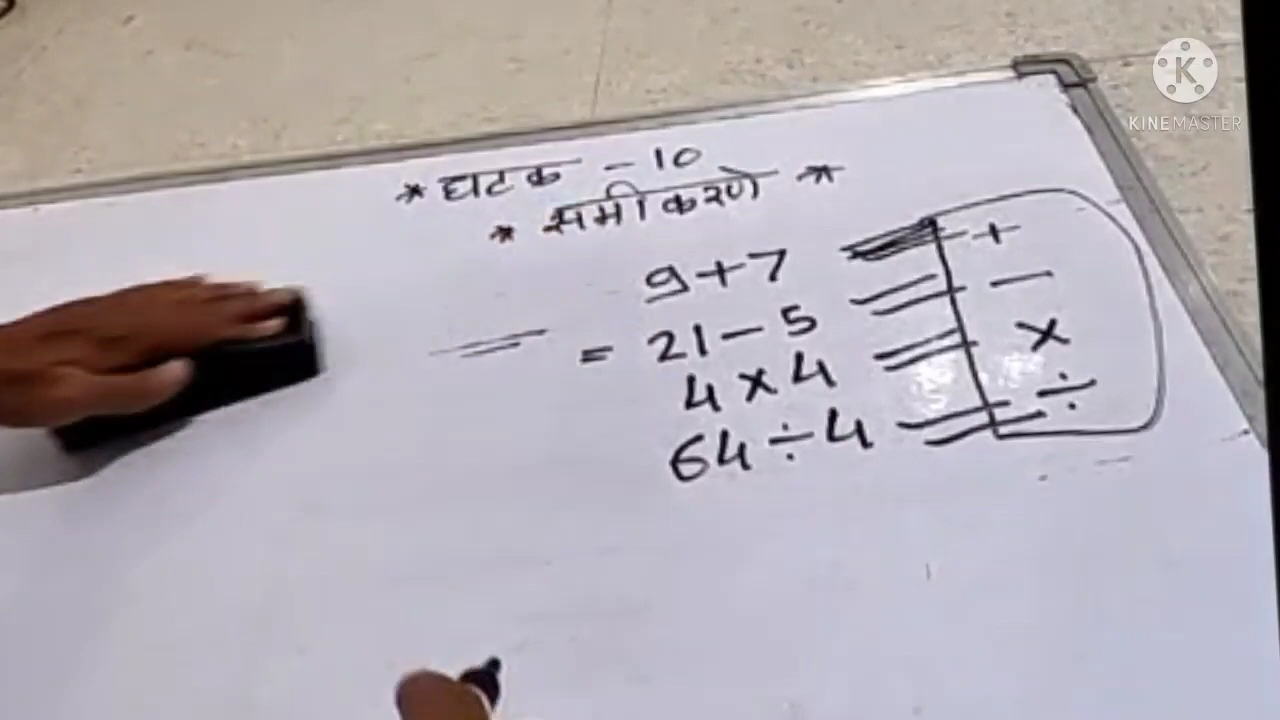 * घटक - 10
* समीकरणे *
9+7 +
= 21-5 -
4×4 ×
64÷4 ÷
K
KINEMASTER